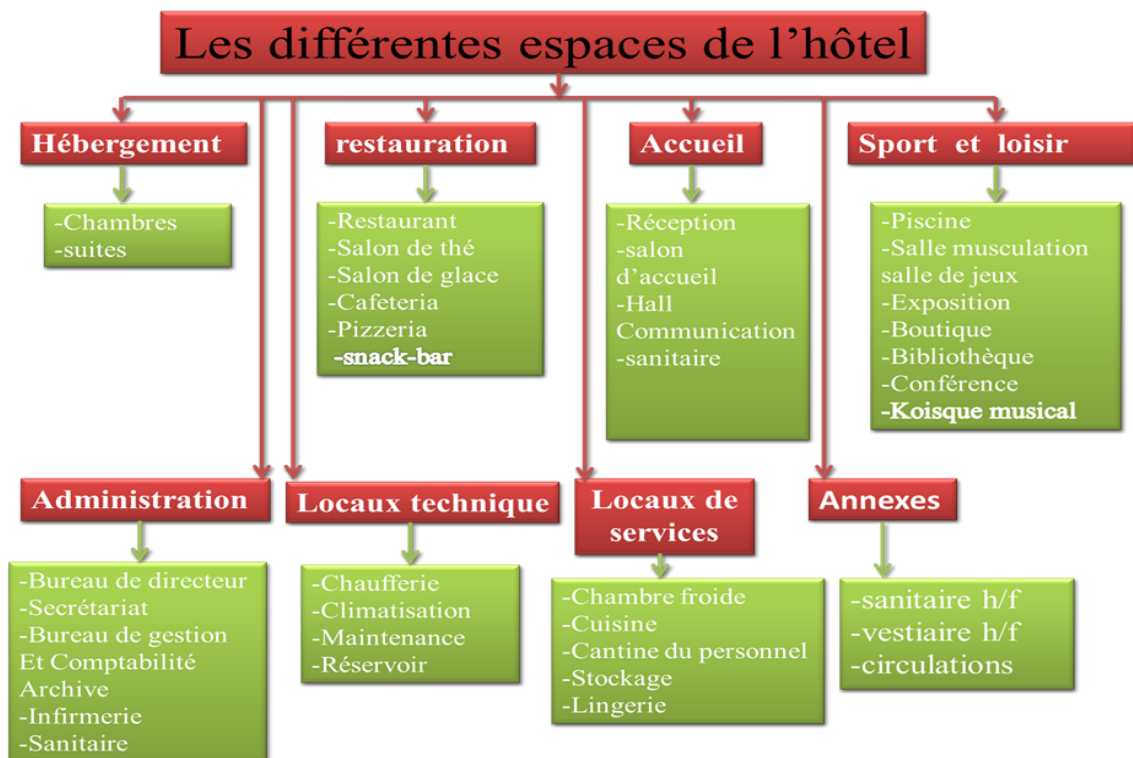 Les différentes espaces de l'hôtel
Hébergement
-Chambres
-suites
restauration
-Restaurant
-Salon de thé
-Salon de glace
-Cafeteria
-Pizzeria
-snack-bar
Accueil
-Réception
-salon
d'accueil
-Hall
Communication
-sanitaire
Sport et loisir
-Piscine
-Salle musculation
salle de jeux
-Exposition
-Boutique
-Bibliothèque
-Conférence
-Koisque musical
Administration
-Bureau de directeur
-Secrétariat
-Bureau de gestion
Et Comptabilité
Archive
-Infirmerie
-Sanitaire
Locaux technique
-Chaufferie
-Climatisation
-Maintenance
-Réservoir
Locaux de
services
-Chambre froide
-Cuisine
-Cantine du personnel
-Stockage
-Lingerie
Annexes
-sanitaire h/f
-vestiaire h/f
-circulations